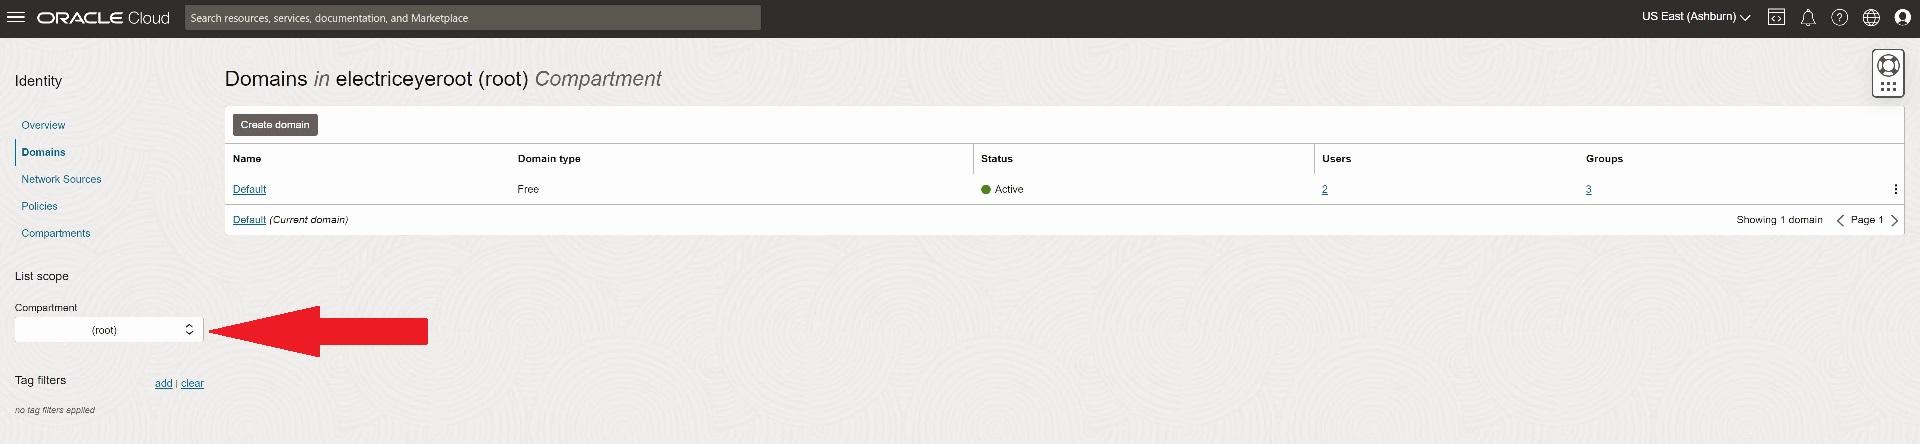 ORACLE Cloud
Search resources, services, documentation, and Marketplace
US East (Ashburn)
Identity
Overview
Domains
Network Sources
Policies
Compartments
List scope
Compartment
(root)
Tag filters
add | clear
no tag filters applied
Domains in electriceyeroot (root) Compartment
Create domain
Name Domain type Status Users Groups
Default Free Active 2 3
Default (Current domain) Showing 1 domain Page 1